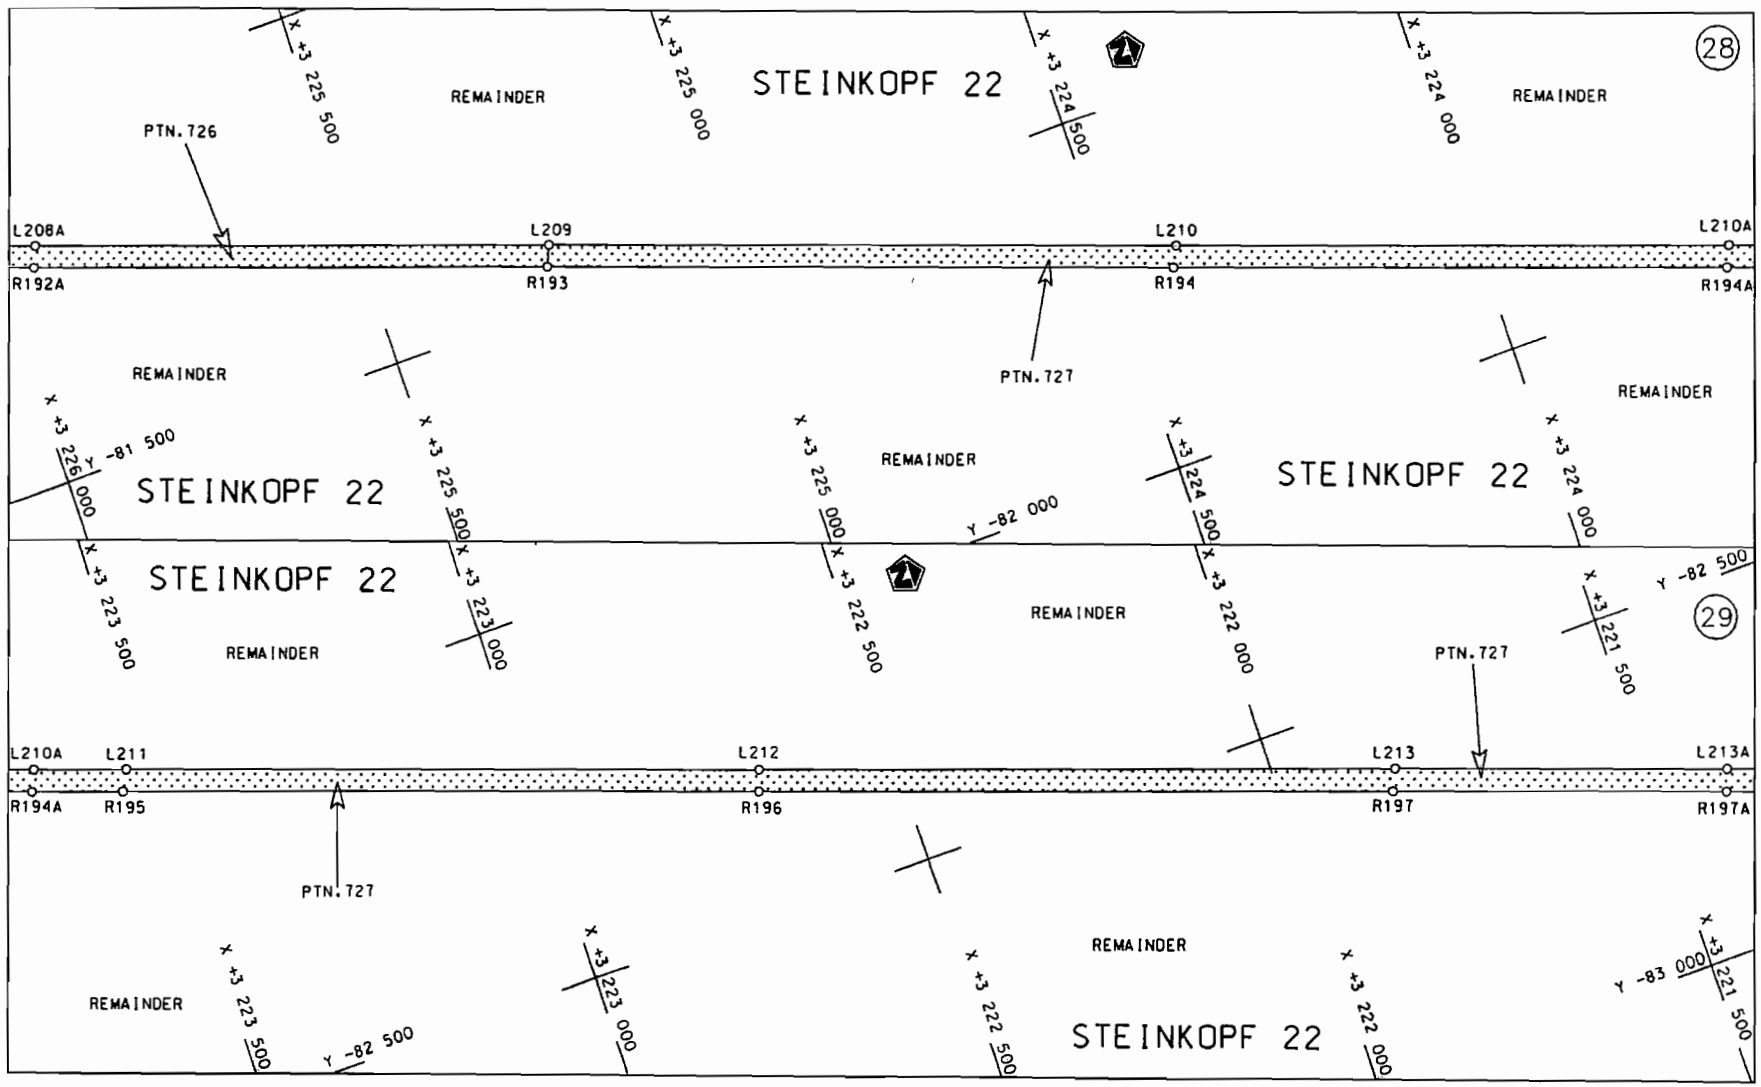 X +3 225 500
X +3 225 000
X +3 224 500
X +3 224 000
28
STEINKOPF 22
REMAINDER
REMAINDER
PTN.726
L208A
L209
L210
L210A
R192A
R193
R194
R194A
PTN.727
REMAINDER
REMAINDER
REMAINDER
X +3 226 000
Y -81 500
X +3 225 500
X +3 225 000
X +3 224 500
X +3 224 000
STEINKOPF 22
STEINKOPF 22
Y -82 000
X +3 223 500
STEINKOPF 22
X +3 223 000
X +3 222 500
X +3 222 000
X +3 221 500
Y -82 500
29
REMAINDER
REMAINDER
PTN.727
L210A
L211
L212
L213
L213A
R194A
R195
R196
R197
R197A
PTN.727
X +3 223 500
X +3 223 000
X +3 222 500
X +3 222 000
X +3 221 500
REMAINDER
REMAINDER
Y -83 000
Y -82 500
STEINKOPF 22